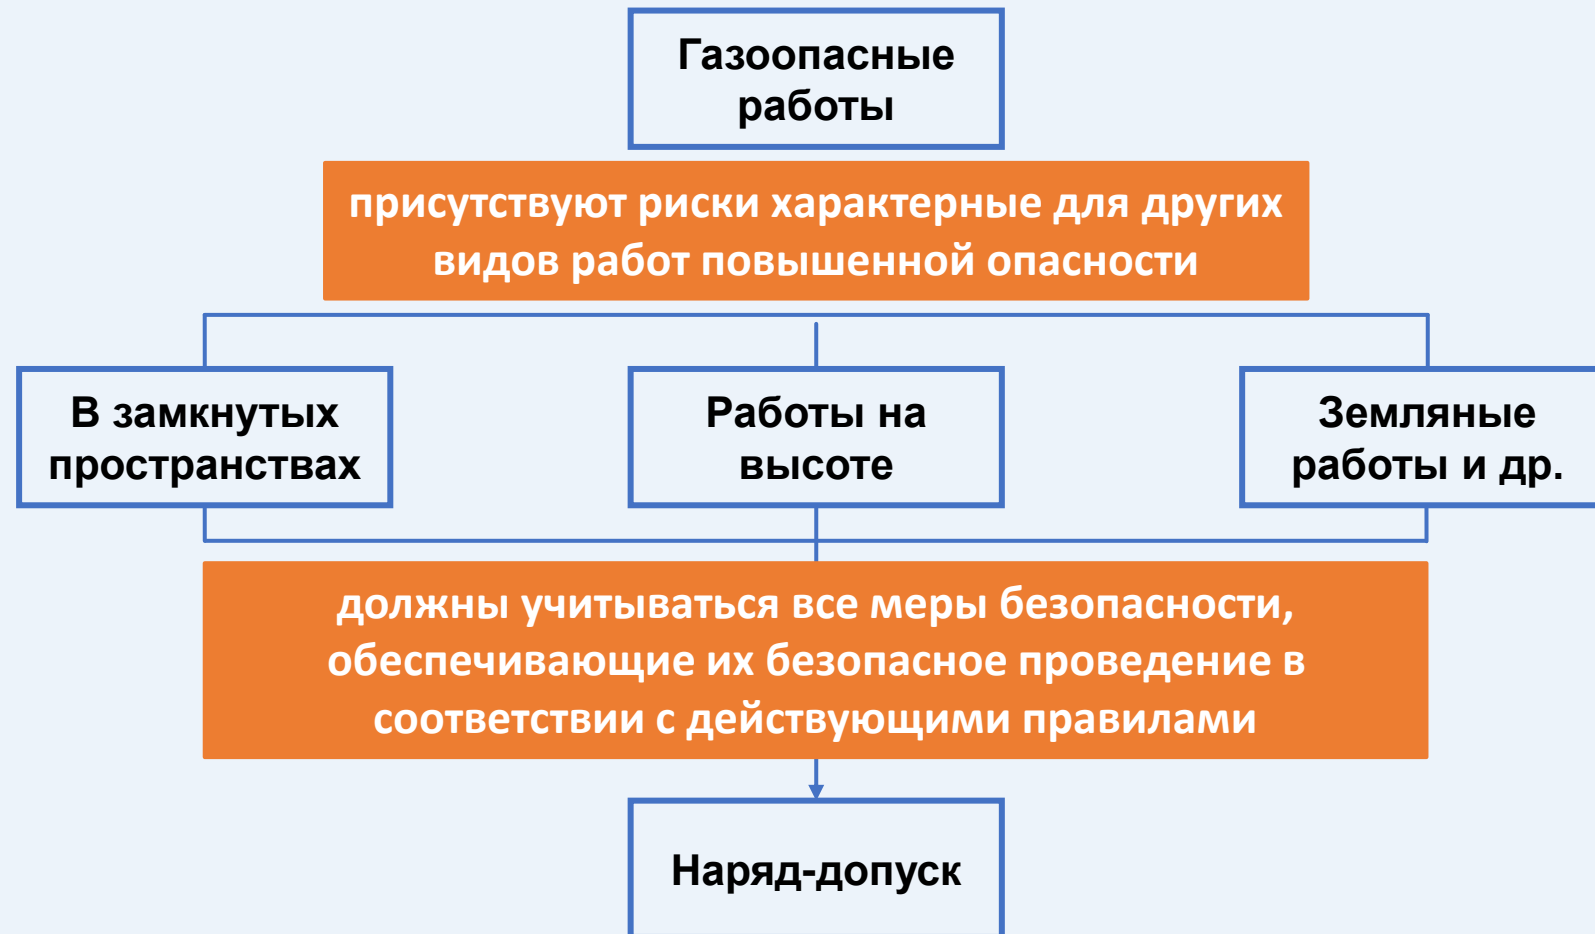 Газоопасные
работы
присутствуют риски характерные для других
видов работ повышенной опасности
В замкнутых
пространствах
Работы на
высоте
Земляные
работы и др.
должны учитываться все меры безопасности,
обеспечивающие их безопасное проведение в
соответствии с действующими правилами
Наряд-допуск